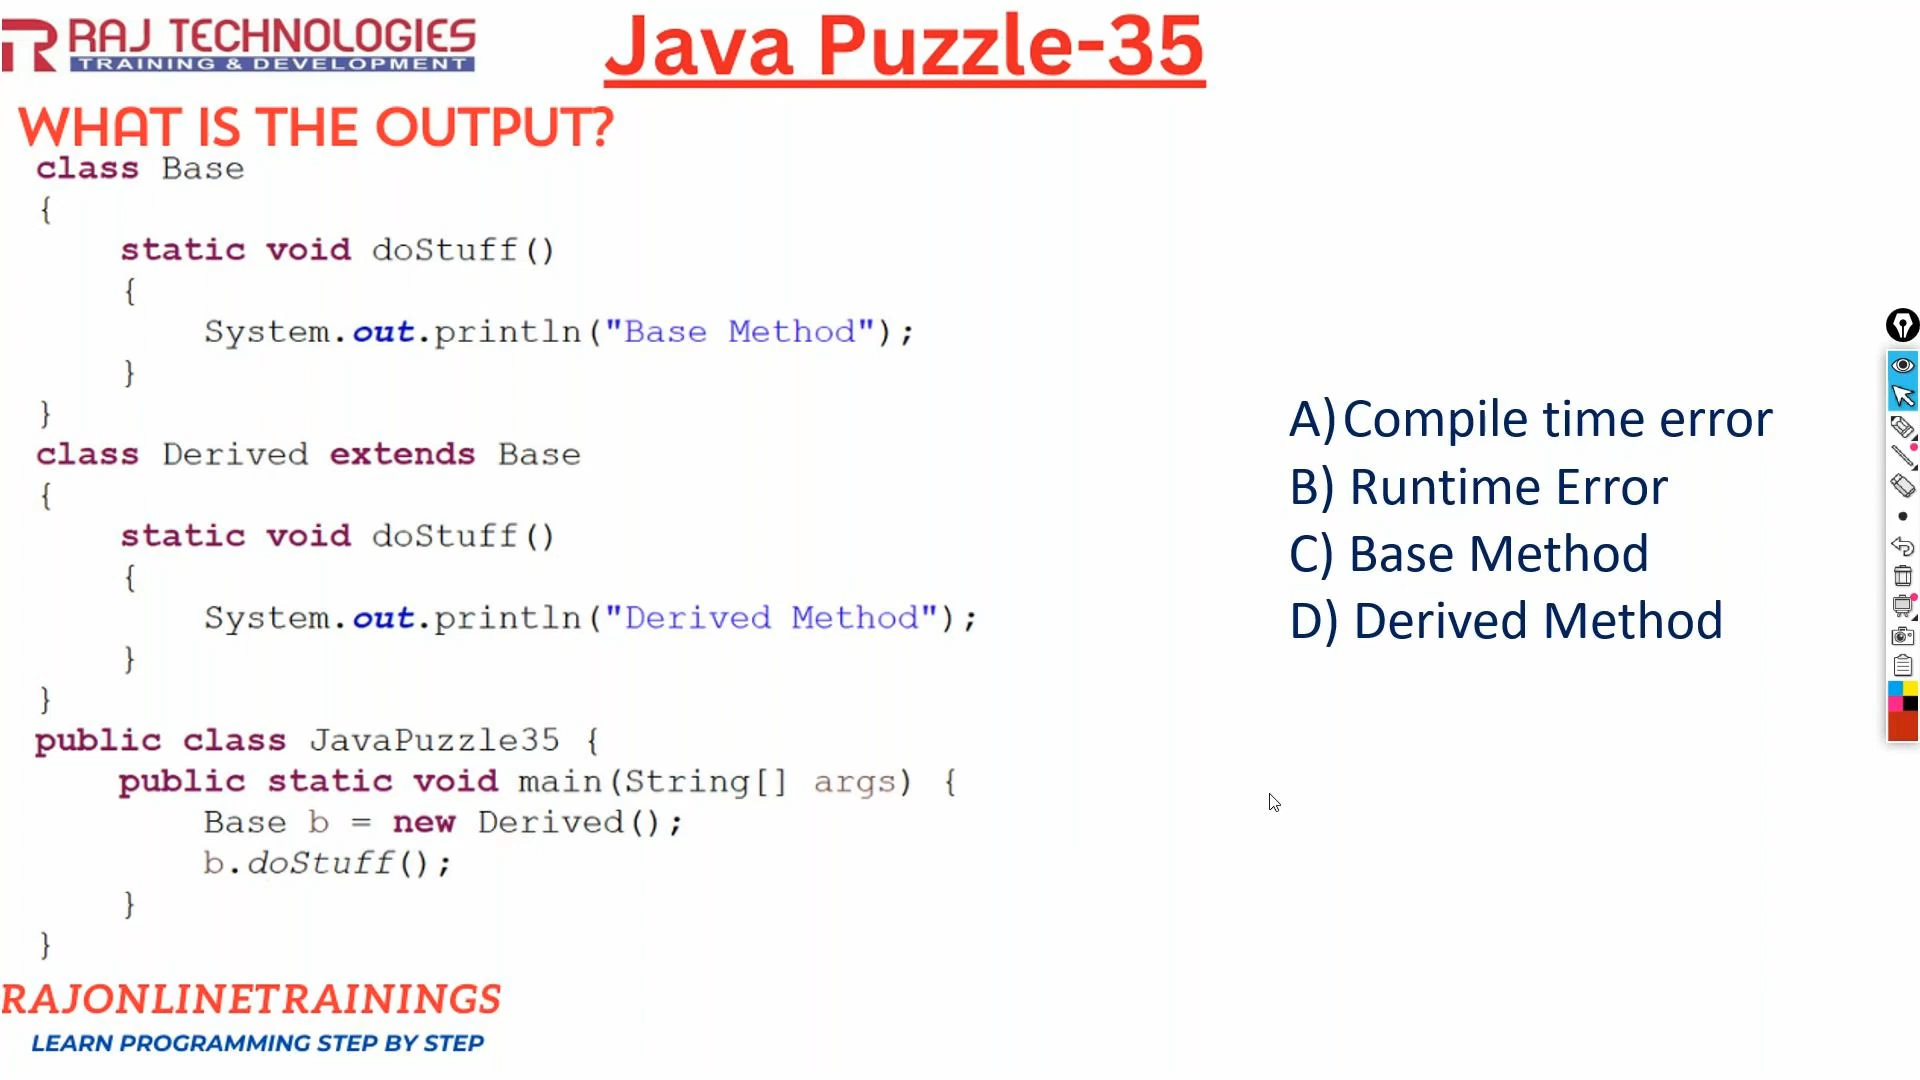 RAJ TECHNOLOGIES
TRAINING & DEVELOPMENT
Java Puzzle-35
WHAT IS THE OUTPUT?
class Base
{
    static void doStuff()
    {
        System.out.println("Base Method");
    }
}
class Derived extends Base
{
    static void doStuff()
    {
        System.out.println("Derived Method");
    }
}
public class JavaPuzzle35 {
    public static void main(String[] args) {
        Base b = new Derived();
        b.doStuff();
    }
}
A) Compile time error
B) Runtime Error
C) Base Method
D) Derived Method
RAJONLINETRAININGS
LEARN PROGRAMMING STEP BY STEP